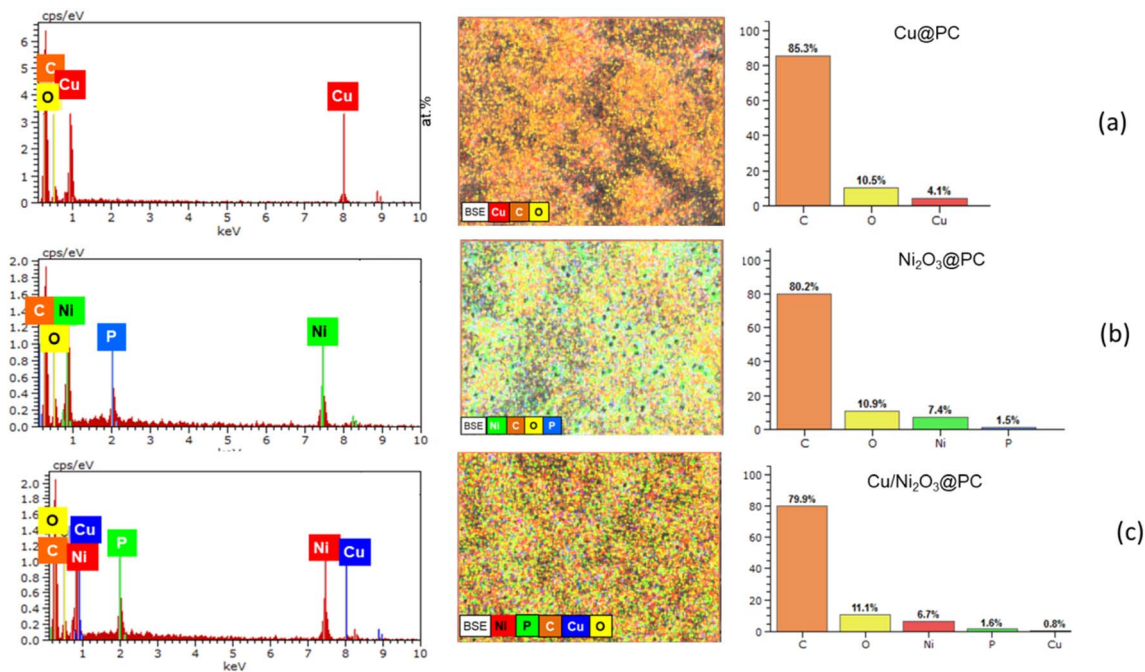 cps/eV
6
5
4
3
2
1
0
C
O
Cu
Cu
1 2 3 4 5 6 7 8 9 10
keV
BSE Cu C O
Cu@PC
at.%
100
80
60
40
20
0
85.3%
10.5%
4.1%
C O Cu
(a)
cps/eV
2.0
1.8
1.6
1.4
1.2
1.0
0.8
0.6
0.4
0.2
0.0
C Ni
O
P
Ni
1 2 3 4 5 6 7 8 9 10
keV
BSE Ni C O P
Ni₂O₃@PC
100
80
60
40
20
0
80.2%
10.9%
7.4%
1.5%
C O Ni P
(b)
cps/eV
2.0
1.8
1.6
1.4
1.2
1.0
0.8
0.6
0.4
0.2
0.0
O
Cu
C
Ni
P
Ni
Cu
1 2 3 4 5 6 7 8 9 10
keV
BSE Ni P C Cu O
Cu/Ni₂O₃@PC
100
80
60
40
20
0
79.9%
11.1%
6.7%
1.6%
0.8%
C O Ni P Cu
(c)